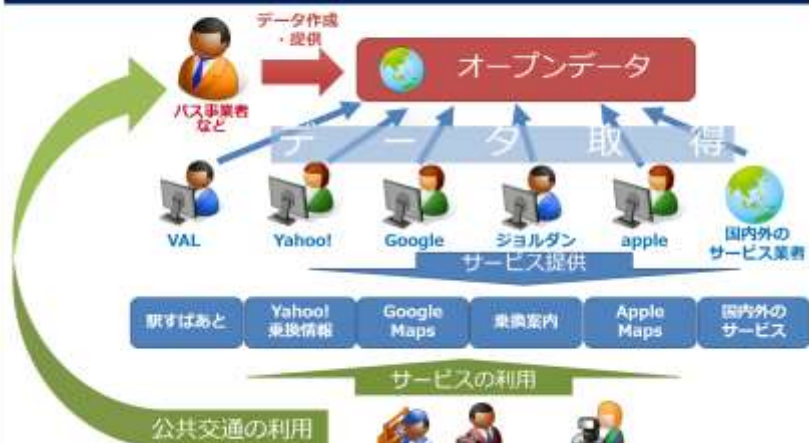 データ作成
・提供
オープンデータ
バス事業者
など
データ取得
VAL
Yahoo!
Google
ジョルダン
apple
国内外の
サービス業者
サービス提供
駅すぱあと
Yahoo!
乗換情報
Google
Maps
乗換案内
Apple
Maps
国内外の
サービス
サービスの利用
公共交通の利用